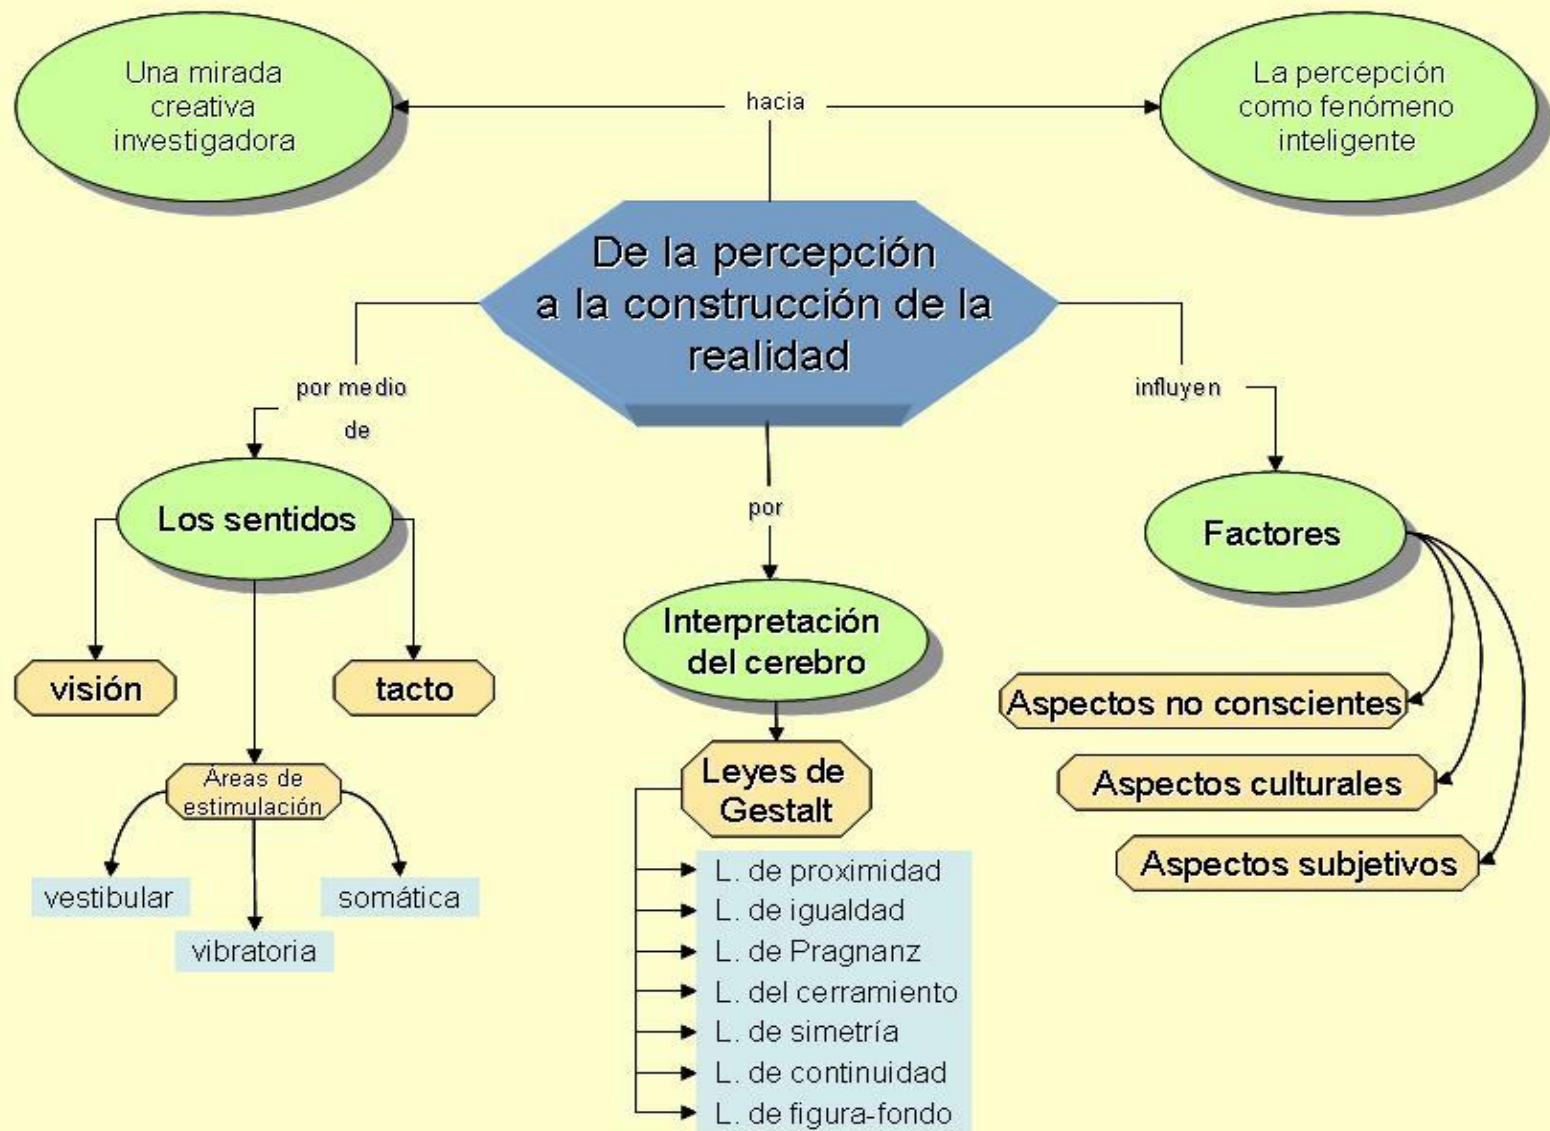 Una mirada
creativa
investigadora
hacia
La percepción
como fenómeno
inteligente
De la percepción
a la construcción de la
realidad
por medio
de
influyen
Los sentidos
por
Factores
visión
tacto
Áreas de
estimulación
vestibular
somática
vibratoria
Interpretación
del cerebro
Leyes de
Gestalt
L. de proximidad
L. de igualdad
L. de Pragnanz
L. del cerramiento
L. de simetría
L. de continuidad
L. de figura-fondo
Aspectos no conscientes
Aspectos culturales
Aspectos subjetivos